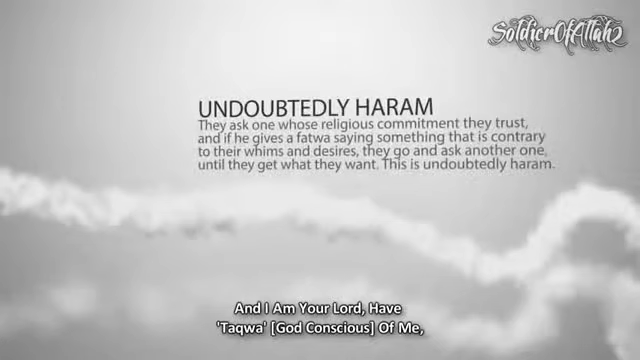 SoldierOfAllah2
UNDOUBTEDLY HARAM
They ask one whose religious commitment they trust,
and if he gives a fatwa saying something that is contrary
to their whims and desires, they go and ask another one,
until they get what they want. This is undoubtedly haram.
And I Am Your Lord, Have
'Taqwa' [God Conscious] Of Me,